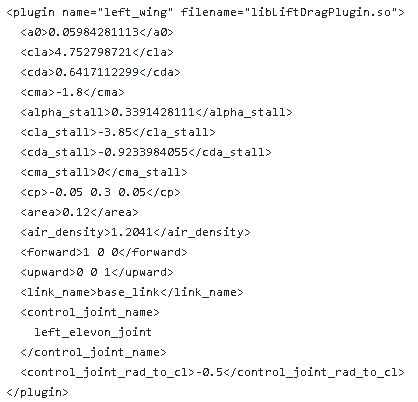 <plugin name="left_wing" filename="libLiftDragPlugin.so">
  <a0>0.05984281113</a0>
  <cla>4.752798721</cla>
  <cda>0.6417112299</cda>
  <cma>-1.8</cma>
  <alpha_stall>0.3391428111</alpha_stall>
  <cla_stall>-3.85</cla_stall>
  <cda_stall>-0.9233984055</cda_stall>
  <cma_stall>0</cma_stall>
  <cp>-0.05 0.3 0.05</cp>
  <area>0.12</area>
  <air_density>1.2041</air_density>
  <forward>1 0 0</forward>
  <upward>0 0 1</upward>
  <link_name>base_link</link_name>
  <control_joint_name>
    left_elevon_joint
  </control_joint_name>
  <control_joint_rad_to_cl>-0.5</control_joint_rad_to_cl>
</plugin>